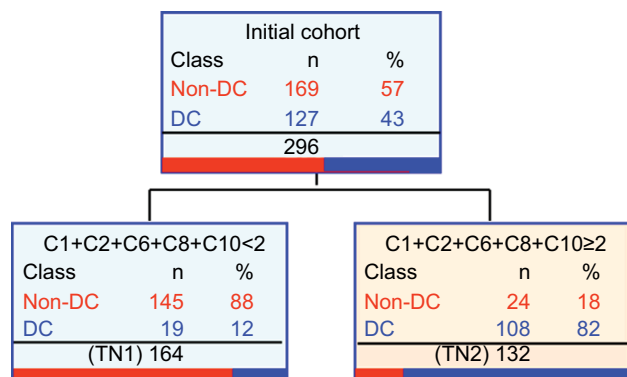 Initial cohort
Class n %
Non-DC 169 57
DC 127 43
296
C1+C2+C6+C8+C10<2
Class n %
Non-DC 145 88
DC 19 12
(TN1) 164
C1+C2+C6+C8+C10≥2
Class n %
Non-DC 24 18
DC 108 82
(TN2) 132